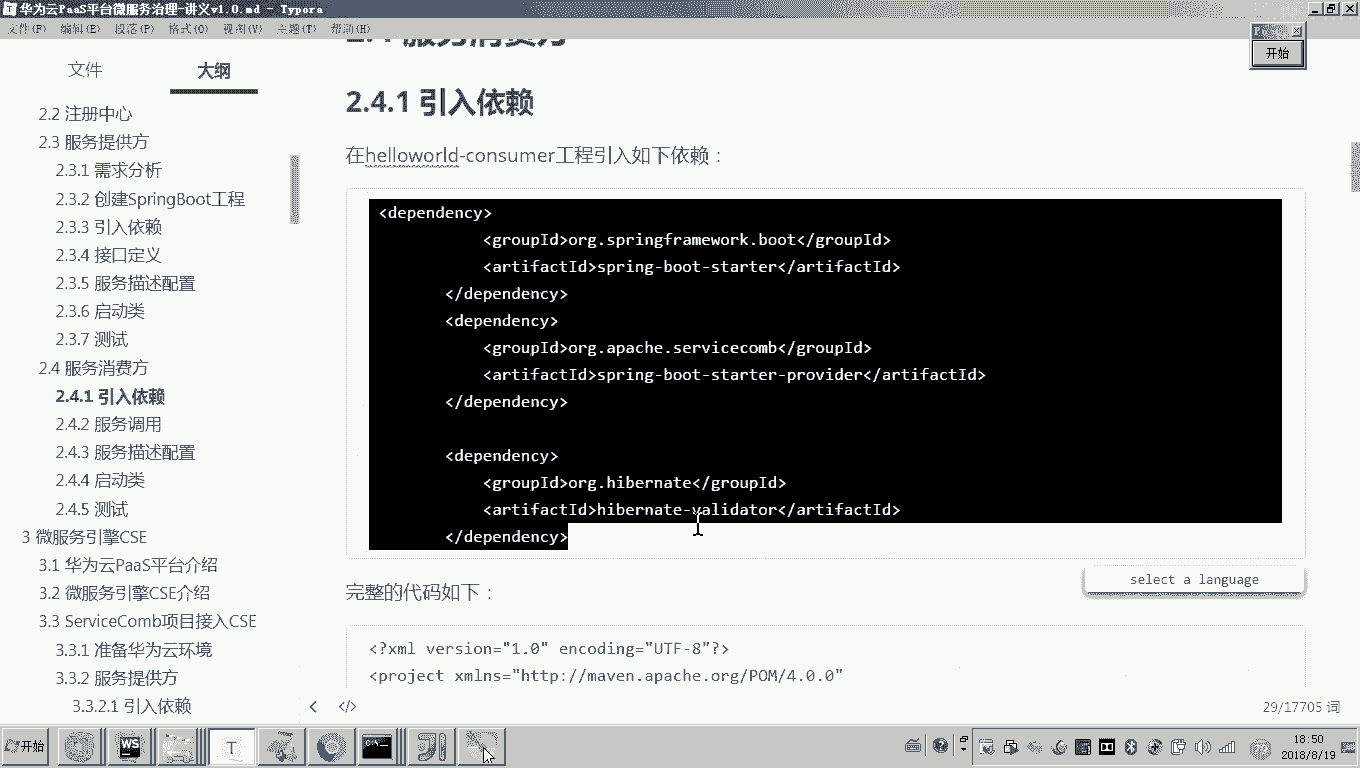 华为云PaaS平台微服务治理-讲义v1.0.md - Typora
文件(F) 编辑(E) 段落(P) 格式(O) 视图(V) 主题(T) 帮助(H)
开始
文件 大纲
2.2 注册中心
2.3 服务提供方
2.3.1 需求分析
2.3.2 创建SpringBoot工程
2.3.3 引入依赖
2.3.4 接口定义
2.3.5 服务描述配置
2.3.6 启动类
2.3.7 测试
2.4 服务消费方
2.4.1 引入依赖
2.4.2 服务调用
2.4.3 服务描述配置
2.4.4 启动类
2.4.5 测试
3 微服务引擎CSE
3.1 华为云PaaS平台介绍
3.2 微服务引擎CSE介绍
3.3 ServiceComb项目接入CSE
3.3.1 准备华为云环境
3.3.2 服务提供方
3.3.2.1 引入依赖
2.4 服务消费方
2.4.1 引入依赖
在helloworld-consumer工程引入如下依赖：
<dependency>
<groupId>org.springframework.boot</groupId>
<artifactId>spring-boot-starter</artifactId>
</dependency>
<dependency>
<groupId>org.apache.servicecomb</groupId>
<artifactId>spring-boot-starter-provider</artifactId>
</dependency>
<dependency>
<groupId>org.hibernate</groupId>
<artifactId>hibernate-validator</artifactId>
</dependency>
select a language
完整的代码如下：
<?xml version="1.0" encoding="UTF-8"?>
<project xmlns="http://maven.apache.org/POM/4.0.0"
29/17705 词
开始
WS
T
18:50
2018/8/19